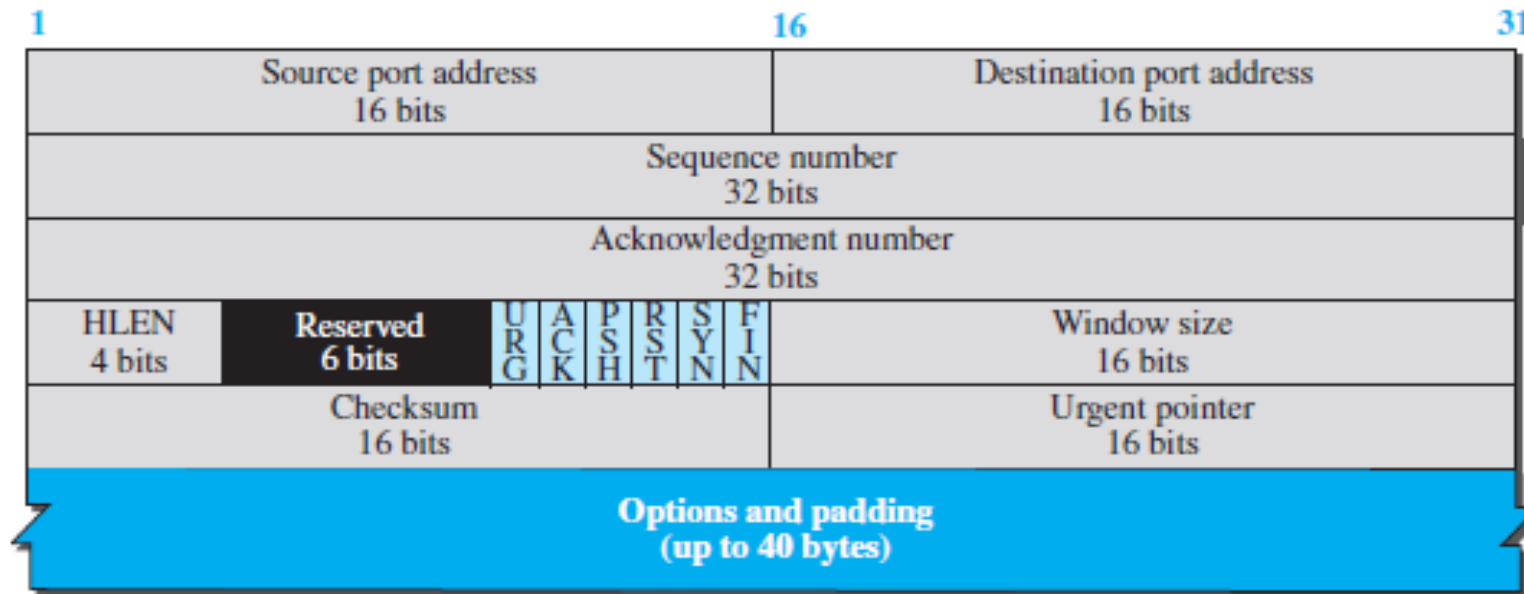 1 16 31
Source port address Destination port address
16 bits 16 bits
Sequence number
32 bits
Acknowledgment number
32 bits
HLEN Reserved URG ACK PSH RST SYN FIN Window size
4 bits 6 bits 16 bits
Checksum Urgent pointer
16 bits 16 bits
Options and padding
(up to 40 bytes)